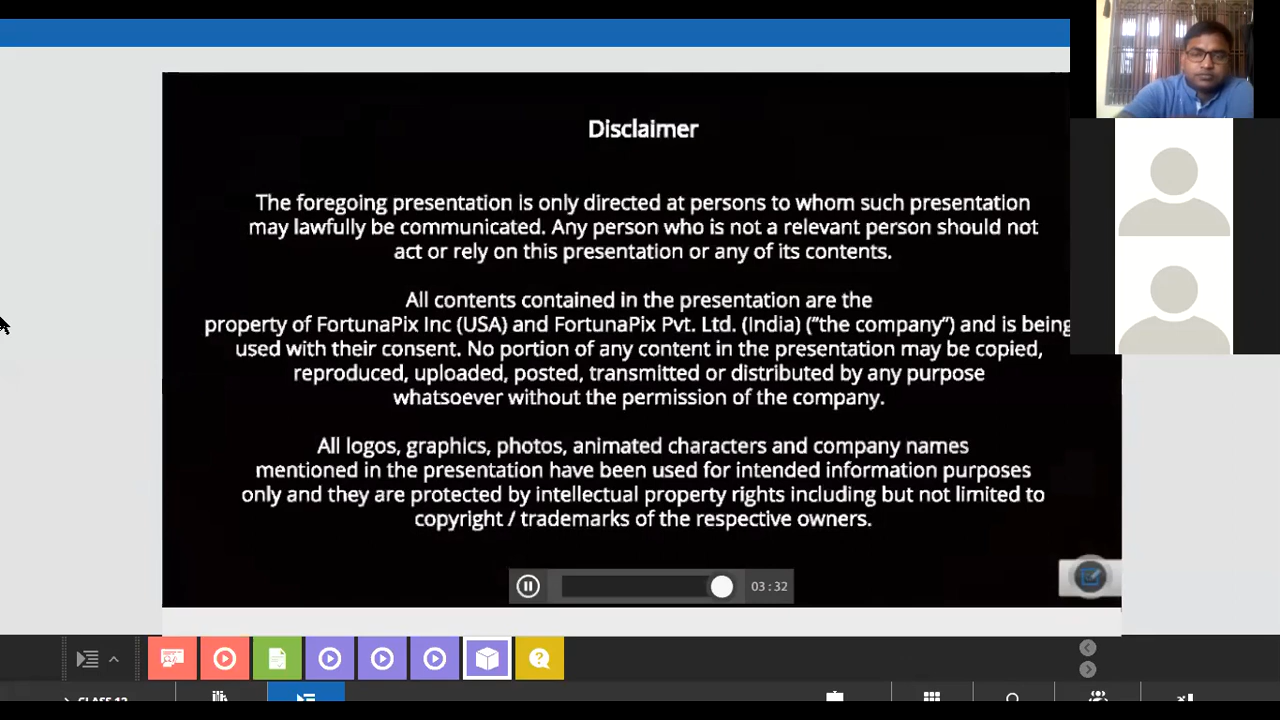 Disclaimer
The foregoing presentation is only directed at persons to whom such presentation
may lawfully be communicated. Any person who is not a relevant person should not
act or rely on this presentation or any of its contents.
All contents contained in the presentation are the
property of FortunaPix Inc (USA) and FortunaPix Pvt. Ltd. (India) ("the company") and is being
used with their consent. No portion of any content in the presentation may be copied,
reproduced, uploaded, posted, transmitted or distributed by any purpose
whatsoever without the permission of the company.
All logos, graphics, photos, animated characters and company names
mentioned in the presentation have been used for intended information purposes
only and they are protected by intellectual property rights including but not limited to
copyright / trademarks of the respective owners.
03:32
CLASS12